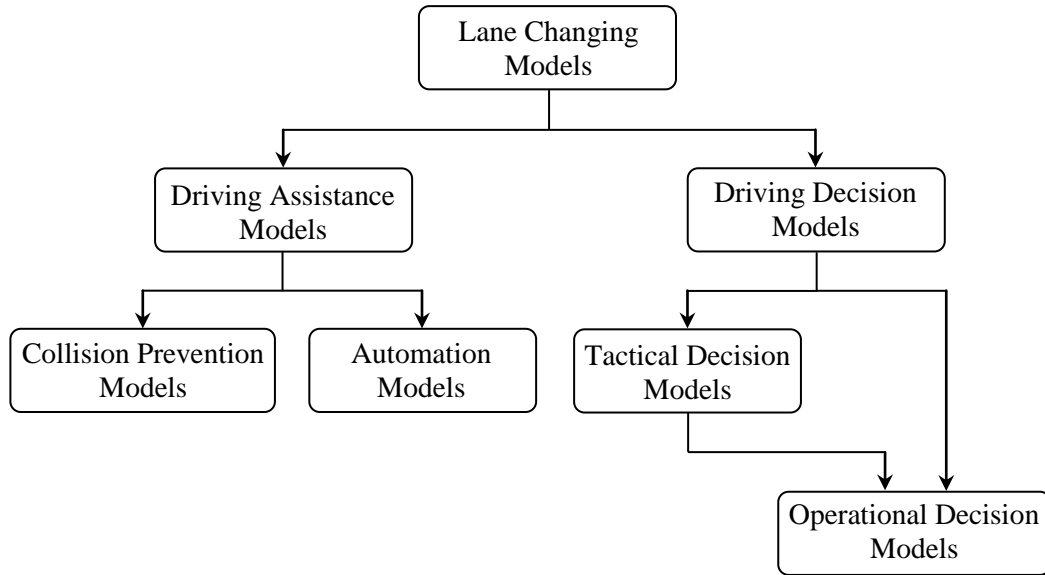 Lane Changing
Models
Driving Assistance
Models
Driving Decision
Models
Collision Prevention
Models
Automation
Models
Tactical Decision
Models
Operational Decision
Models